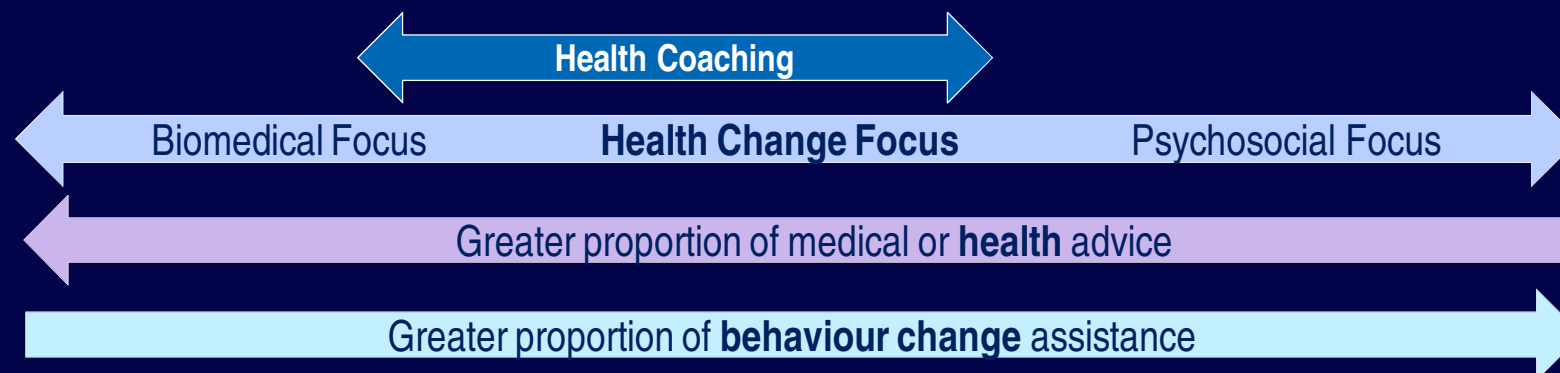 Health Coaching
Biomedical Focus Health Change Focus Psychosocial Focus
Greater proportion of medical or health advice
Greater proportion of behaviour change assistance